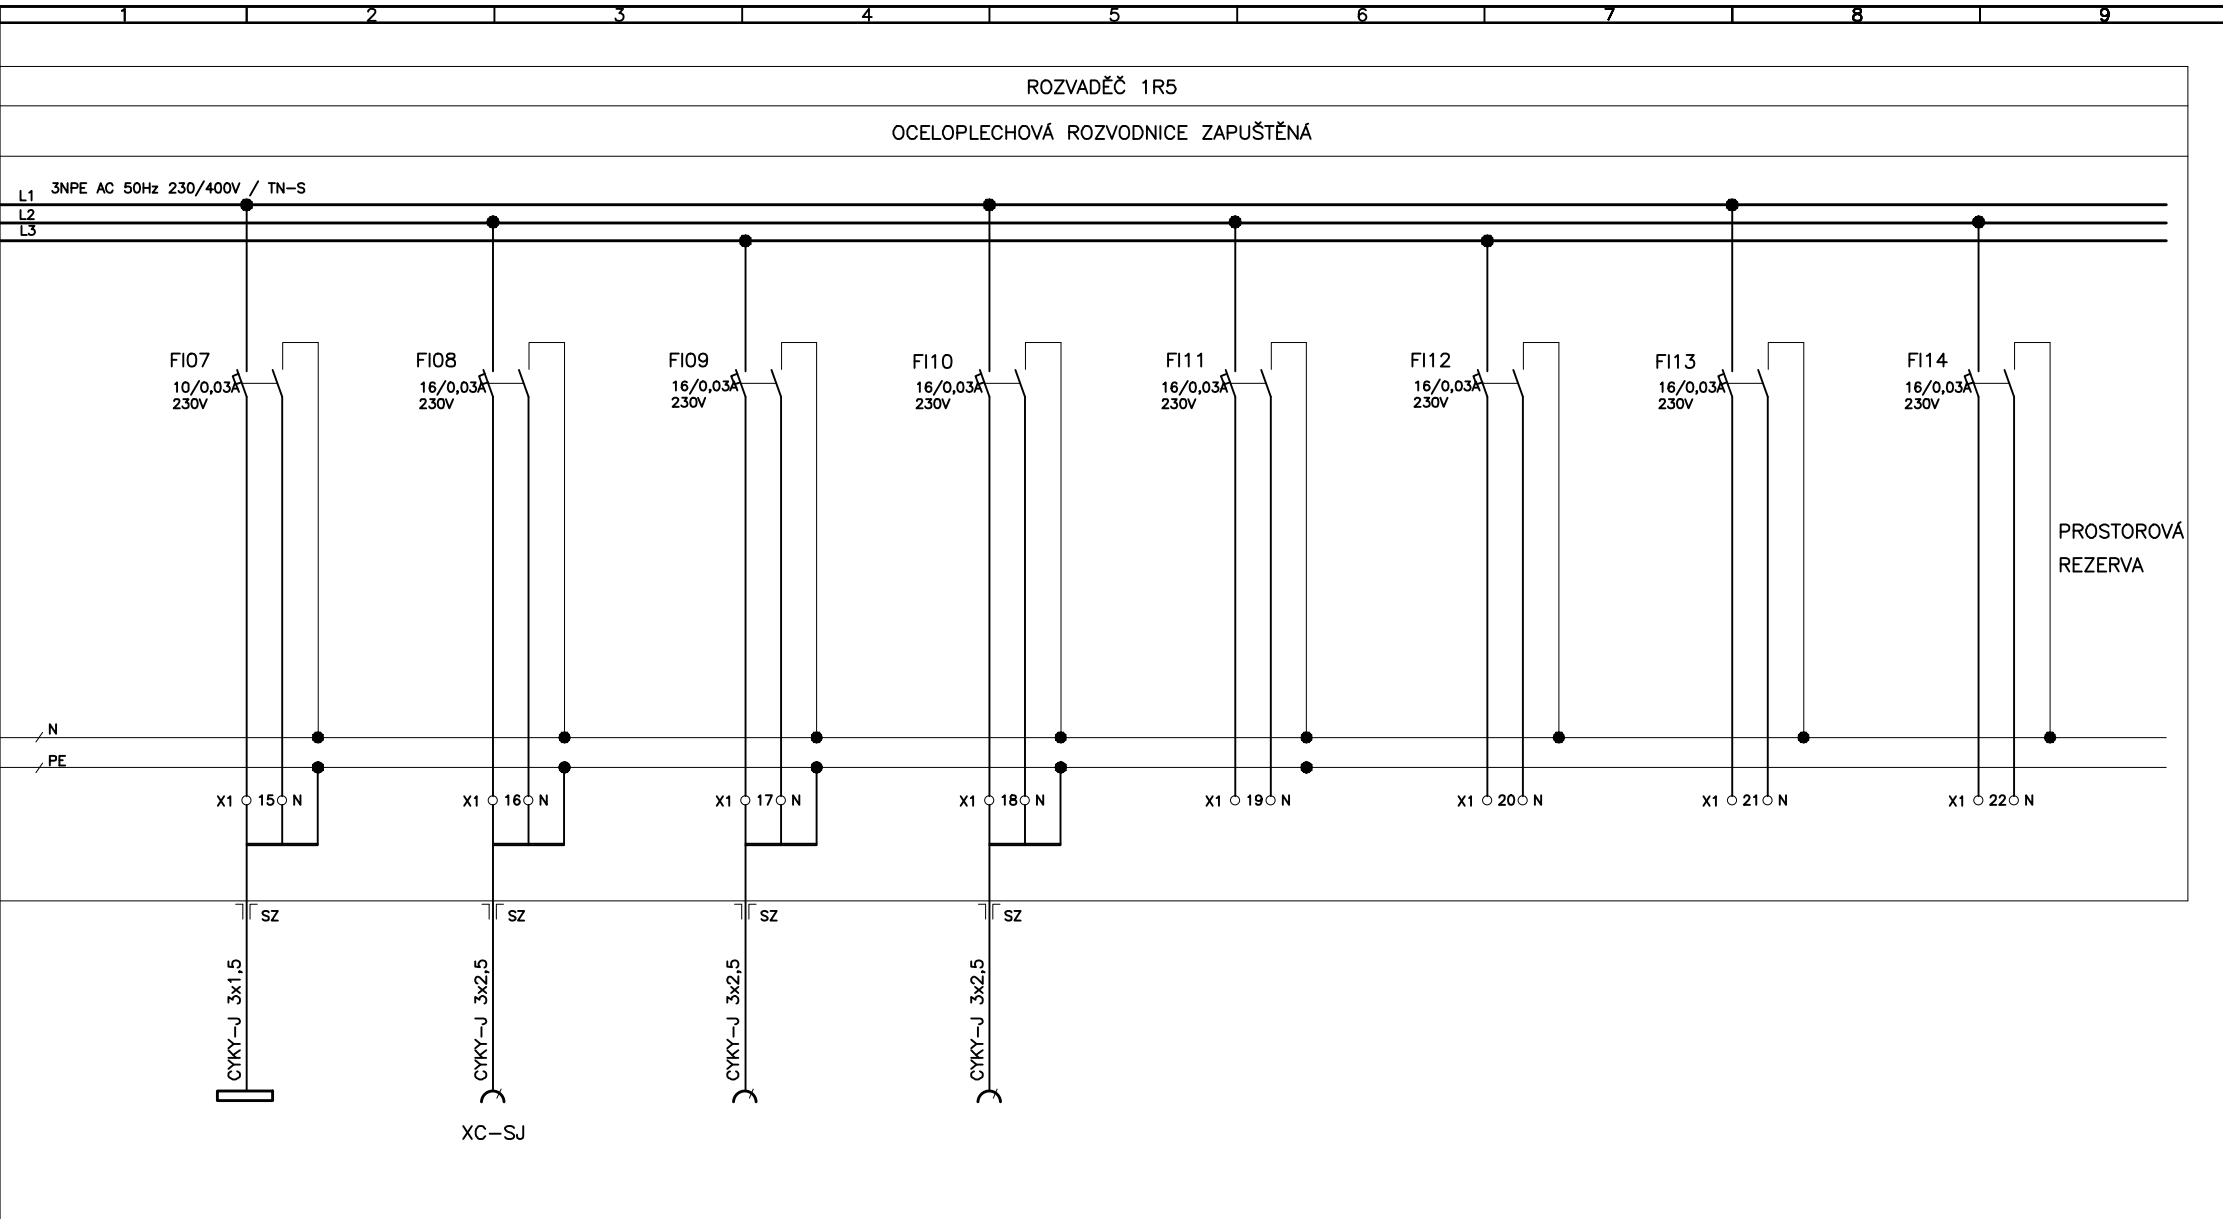 1 2 3 4 5 6 7 8 9
ROZVADĚČ 1R5
OCELOPLECHOVÁ ROZVODNICE ZAPUŠTĚNÁ
3NPE AC 50Hz 230/400V / TN-S
L1
L2
L3
FI07 FI08 FI09 FI10 FI11 FI12 FI13 FI14
10/0,03A 16/0,03A 16/0,03A 16/0,03A 16/0,03A 16/0,03A 16/0,03A 16/0,03A
230V 230V 230V 230V 230V 230V 230V 230V
PROSTOROVÁ
REZERVA
N
PE
X1 15 N X1 16 N X1 17 N X1 18 N X1 19 N X1 20 N X1 21 N X1 22 N
SZ SZ SZ SZ
CYKY-J 3x1,5
CYKY-J 3x2,5
CYKY-J 3x2,5
CYKY-J 3x2,5
XC-SJ